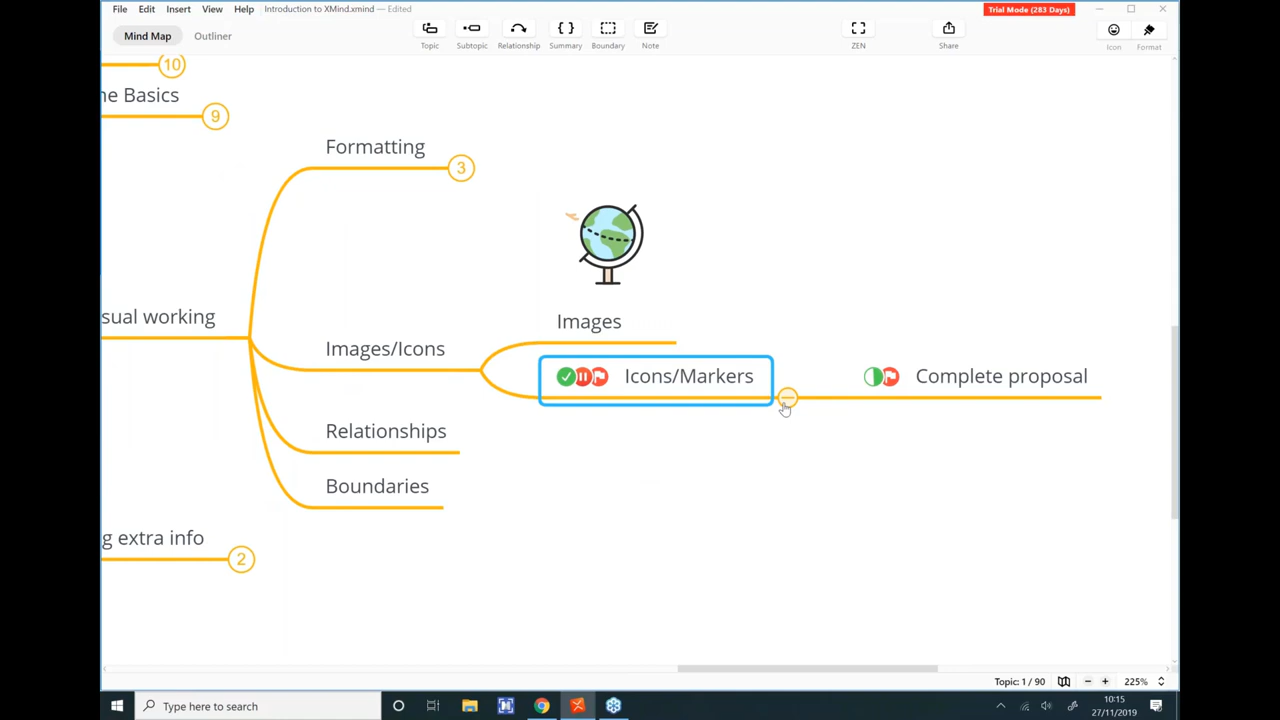 File Edit Insert View Help Introduction to XMind.xmind — Edited Trial Mode (283 Days)
Mind Map Outliner
Topic Subtopic Relationship Summary Boundary Note ZEN Share Icon Format
10
ne Basics
9
Formatting
3
sual working
Images
Images/Icons
Icons/Markers
Complete proposal
Relationships
Boundaries
g extra info
2
Topic: 1 / 90 225%
Type here to search
10:15
27/11/2019